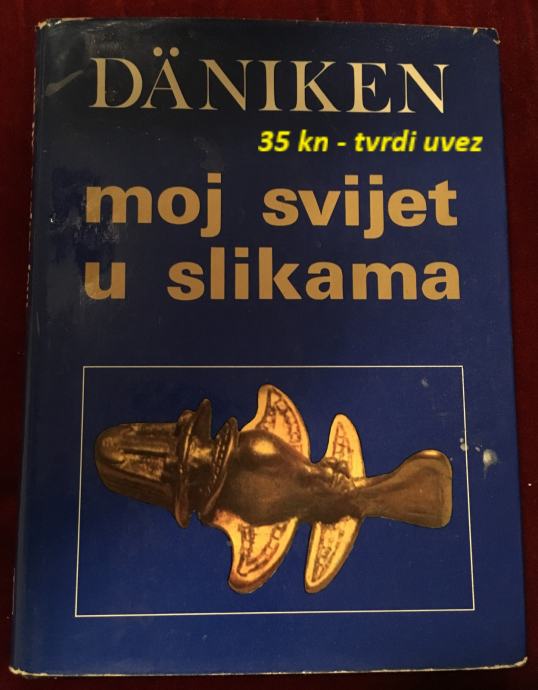 DÄNIKEN
35 kn - tvrdi uvez
moj svijet
u slikama